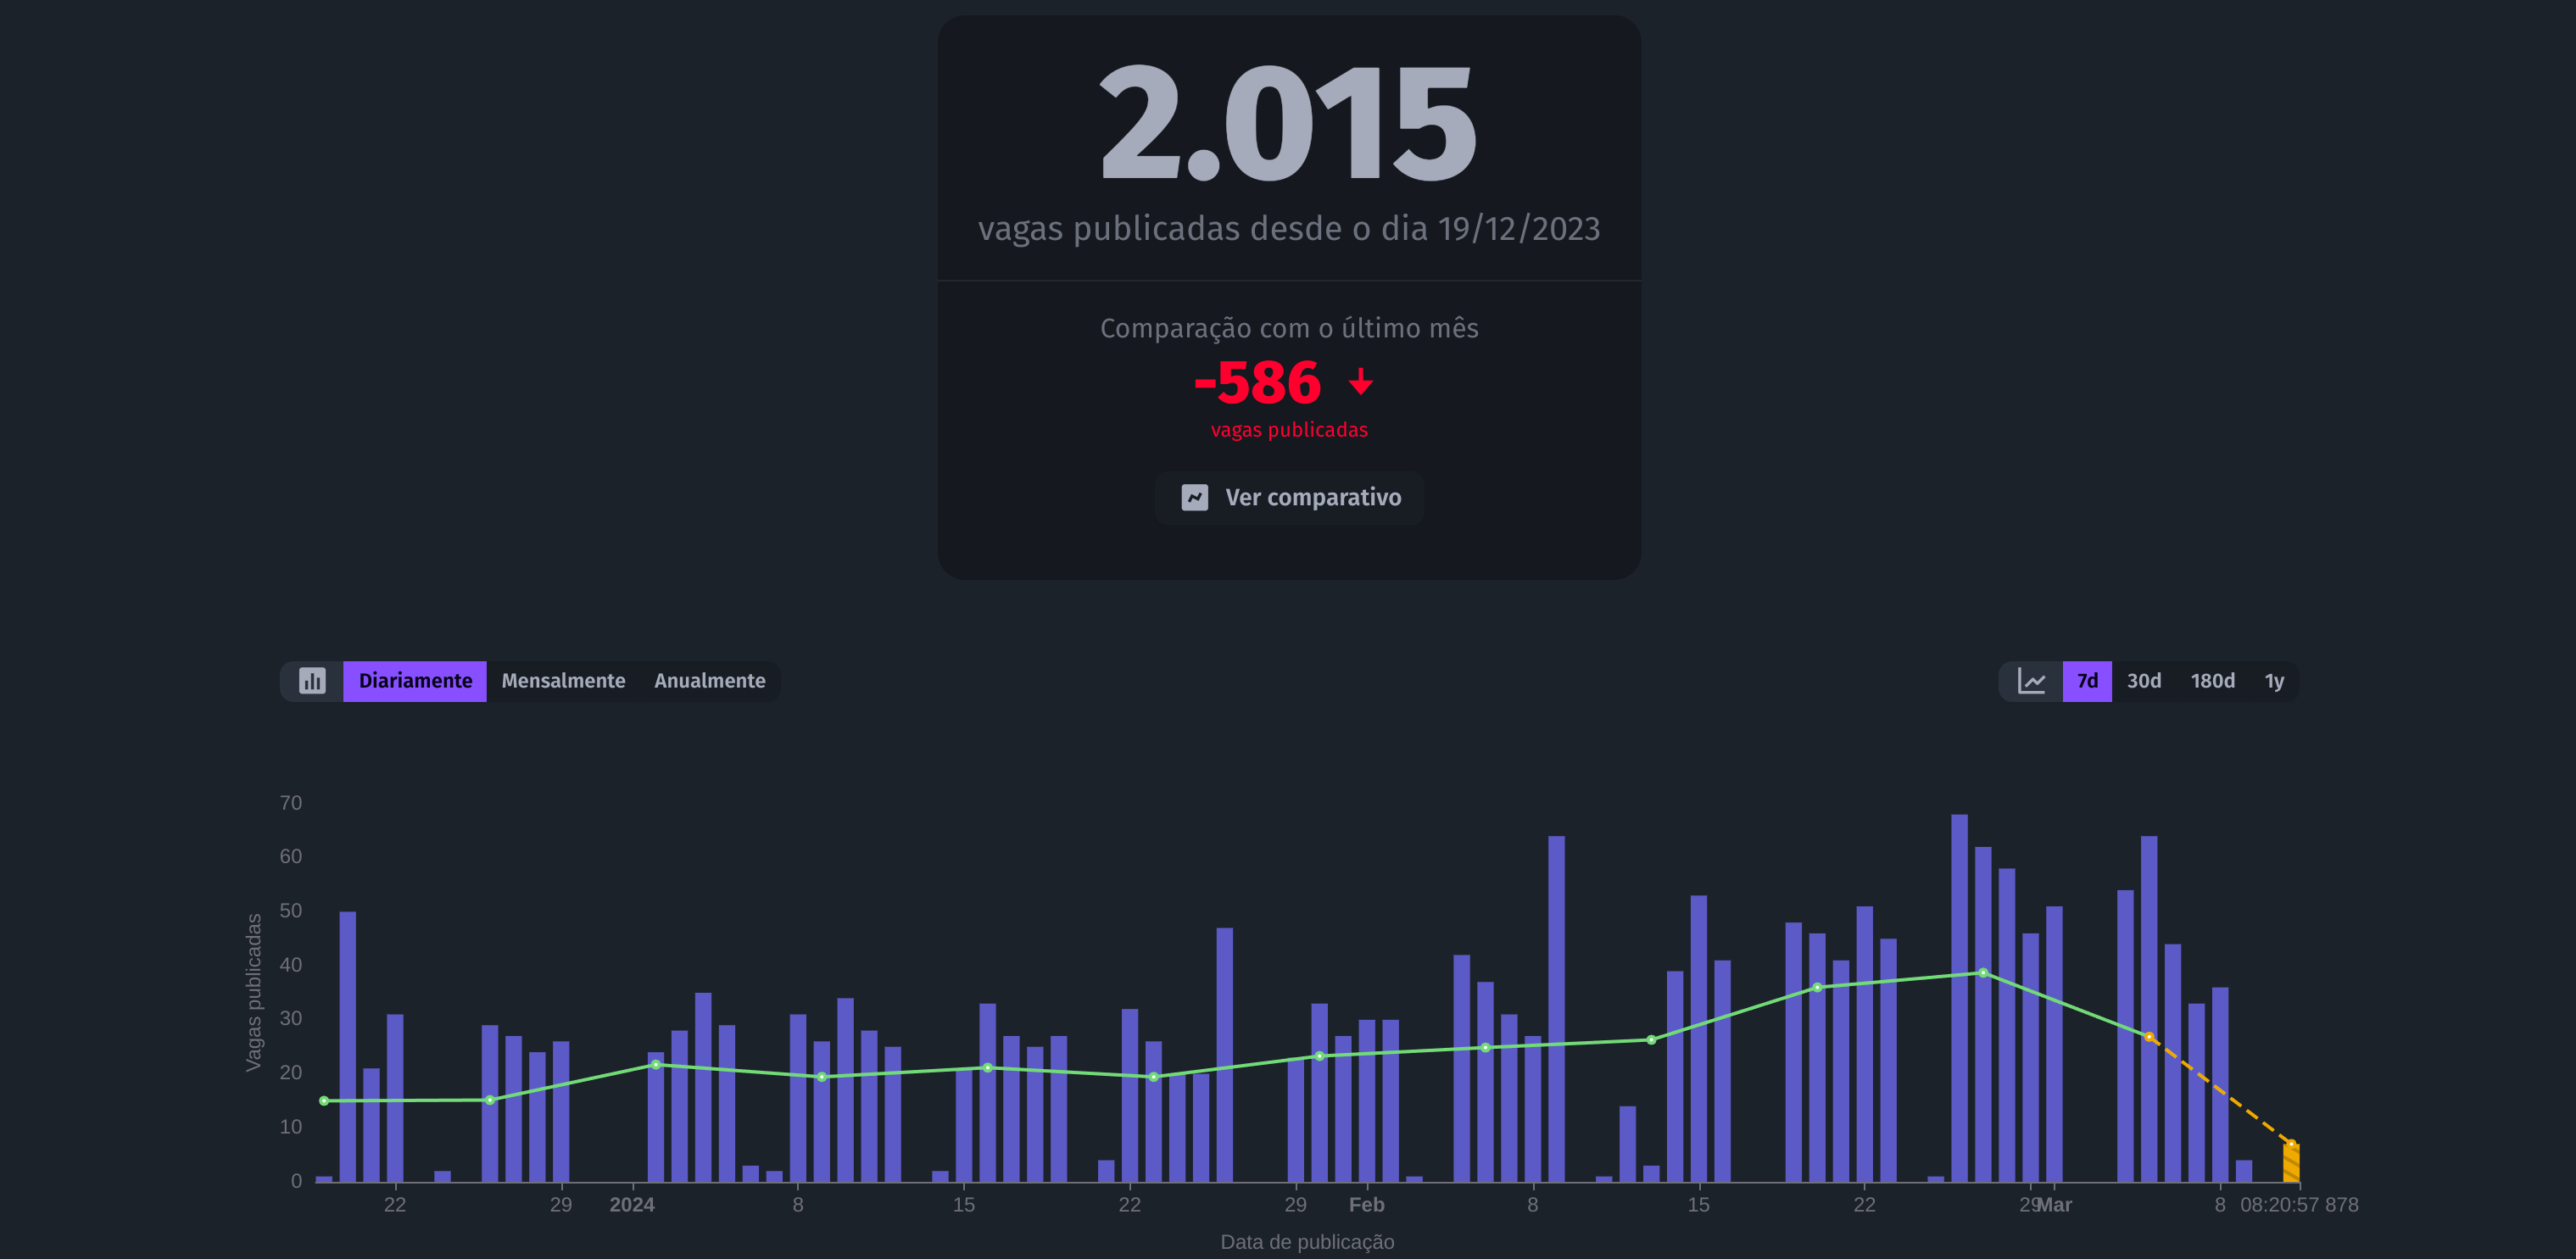 2.015
vagas publicadas desde o dia 19/12/2023
Comparação com o último mês
-586
vagas publicadas
Ver comparativo
Diariamente Mensalmente Anualmente
7d 30d 180d 1y
Vagas publicadas
70
60
50
40
30
20
10
0
22 29 2024 8 15 22 29 Feb 8 15 22 29 Mar 8 08:20:57 878
Data de publicação